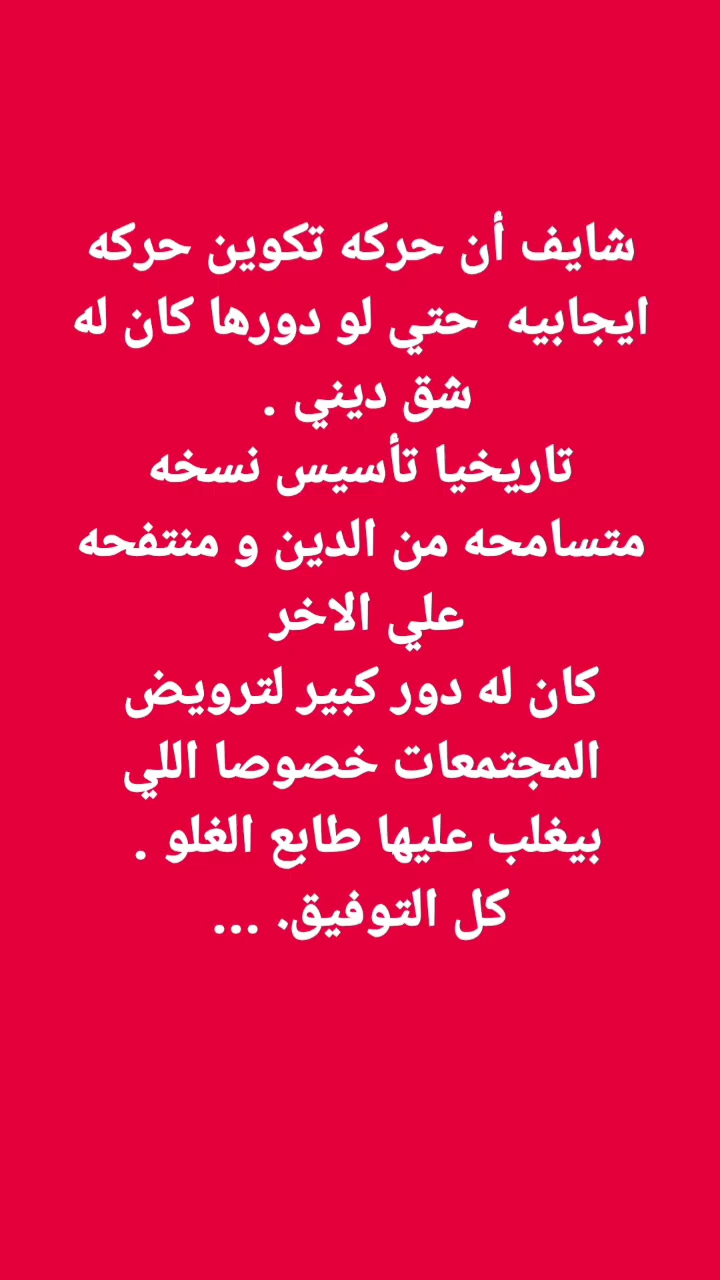 شايف أن حركه تكوين حركه
ايجابيه حتي لو دورها كان له
شق ديني .
تاريخيا تأسيس نسخه
متسامحه من الدين و منتفحه
علي الاخر
كان له دور كبير لترويض
المجتمعات خصوصا اللي
بيغلب عليها طابع الغلو .
كل التوفيق. ...